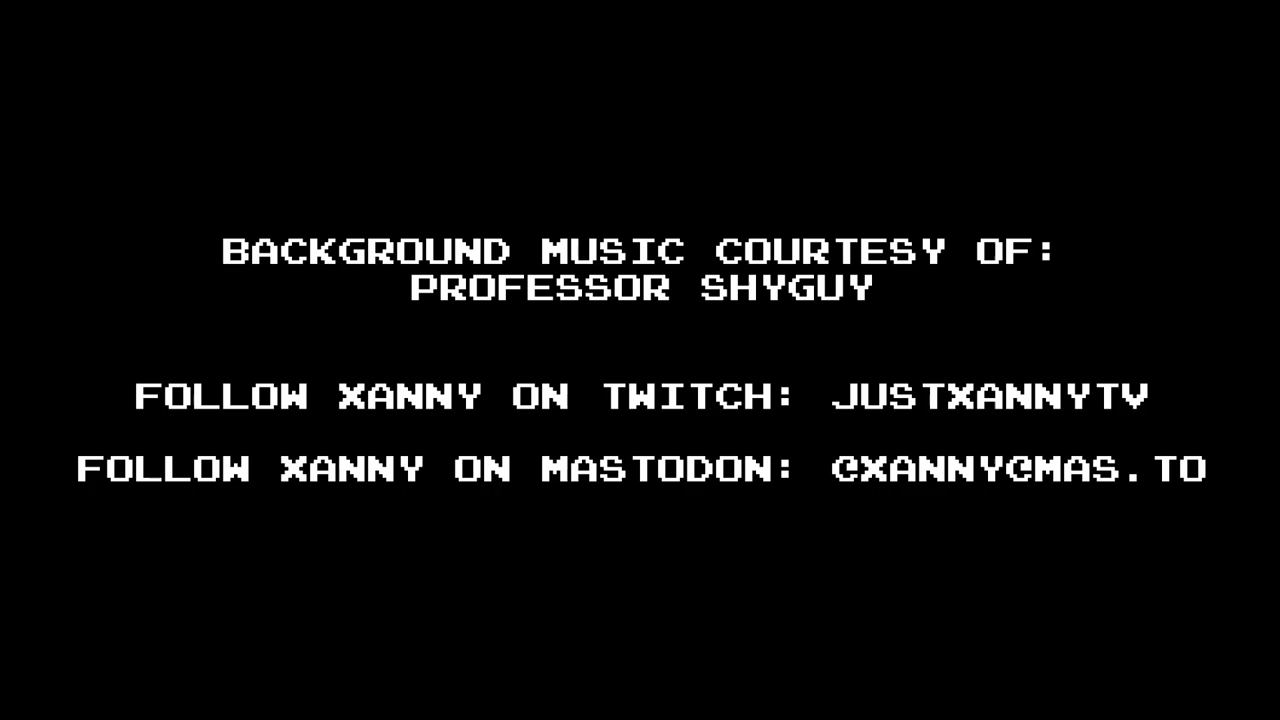 BACKGROUND MUSIC COURTESY OF:
PROFESSOR SHYGUY
FOLLOW XANNY ON TWITCH: JUSTXANNYTV
FOLLOW XANNY ON MASTODON: @XANNY@MAS.TO